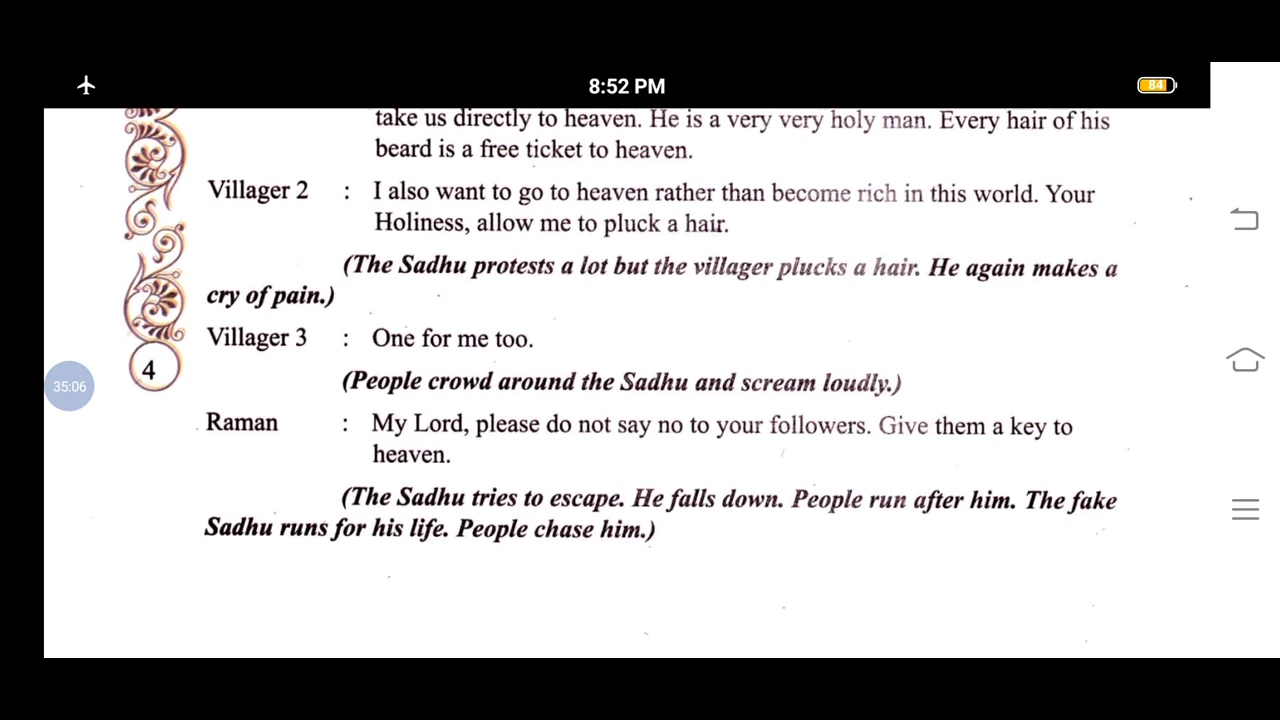 8:52 PM
84
take us directly to heaven. He is a very very holy man. Every hair of his
beard is a free ticket to heaven.
Villager 2 : I also want to go to heaven rather than become rich in this world. Your
Holiness, allow me to pluck a hair.
(The Sadhu protests a lot but the villager plucks a hair. He again makes a
cry of pain.)
Villager 3 : One for me too.
4
35:06
(People crowd around the Sadhu and scream loudly.)
Raman : My Lord, please do not say no to your followers. Give them a key to
heaven.
(The Sadhu tries to escape. He falls down. People run after him. The fake
Sadhu runs for his life. People chase him.)